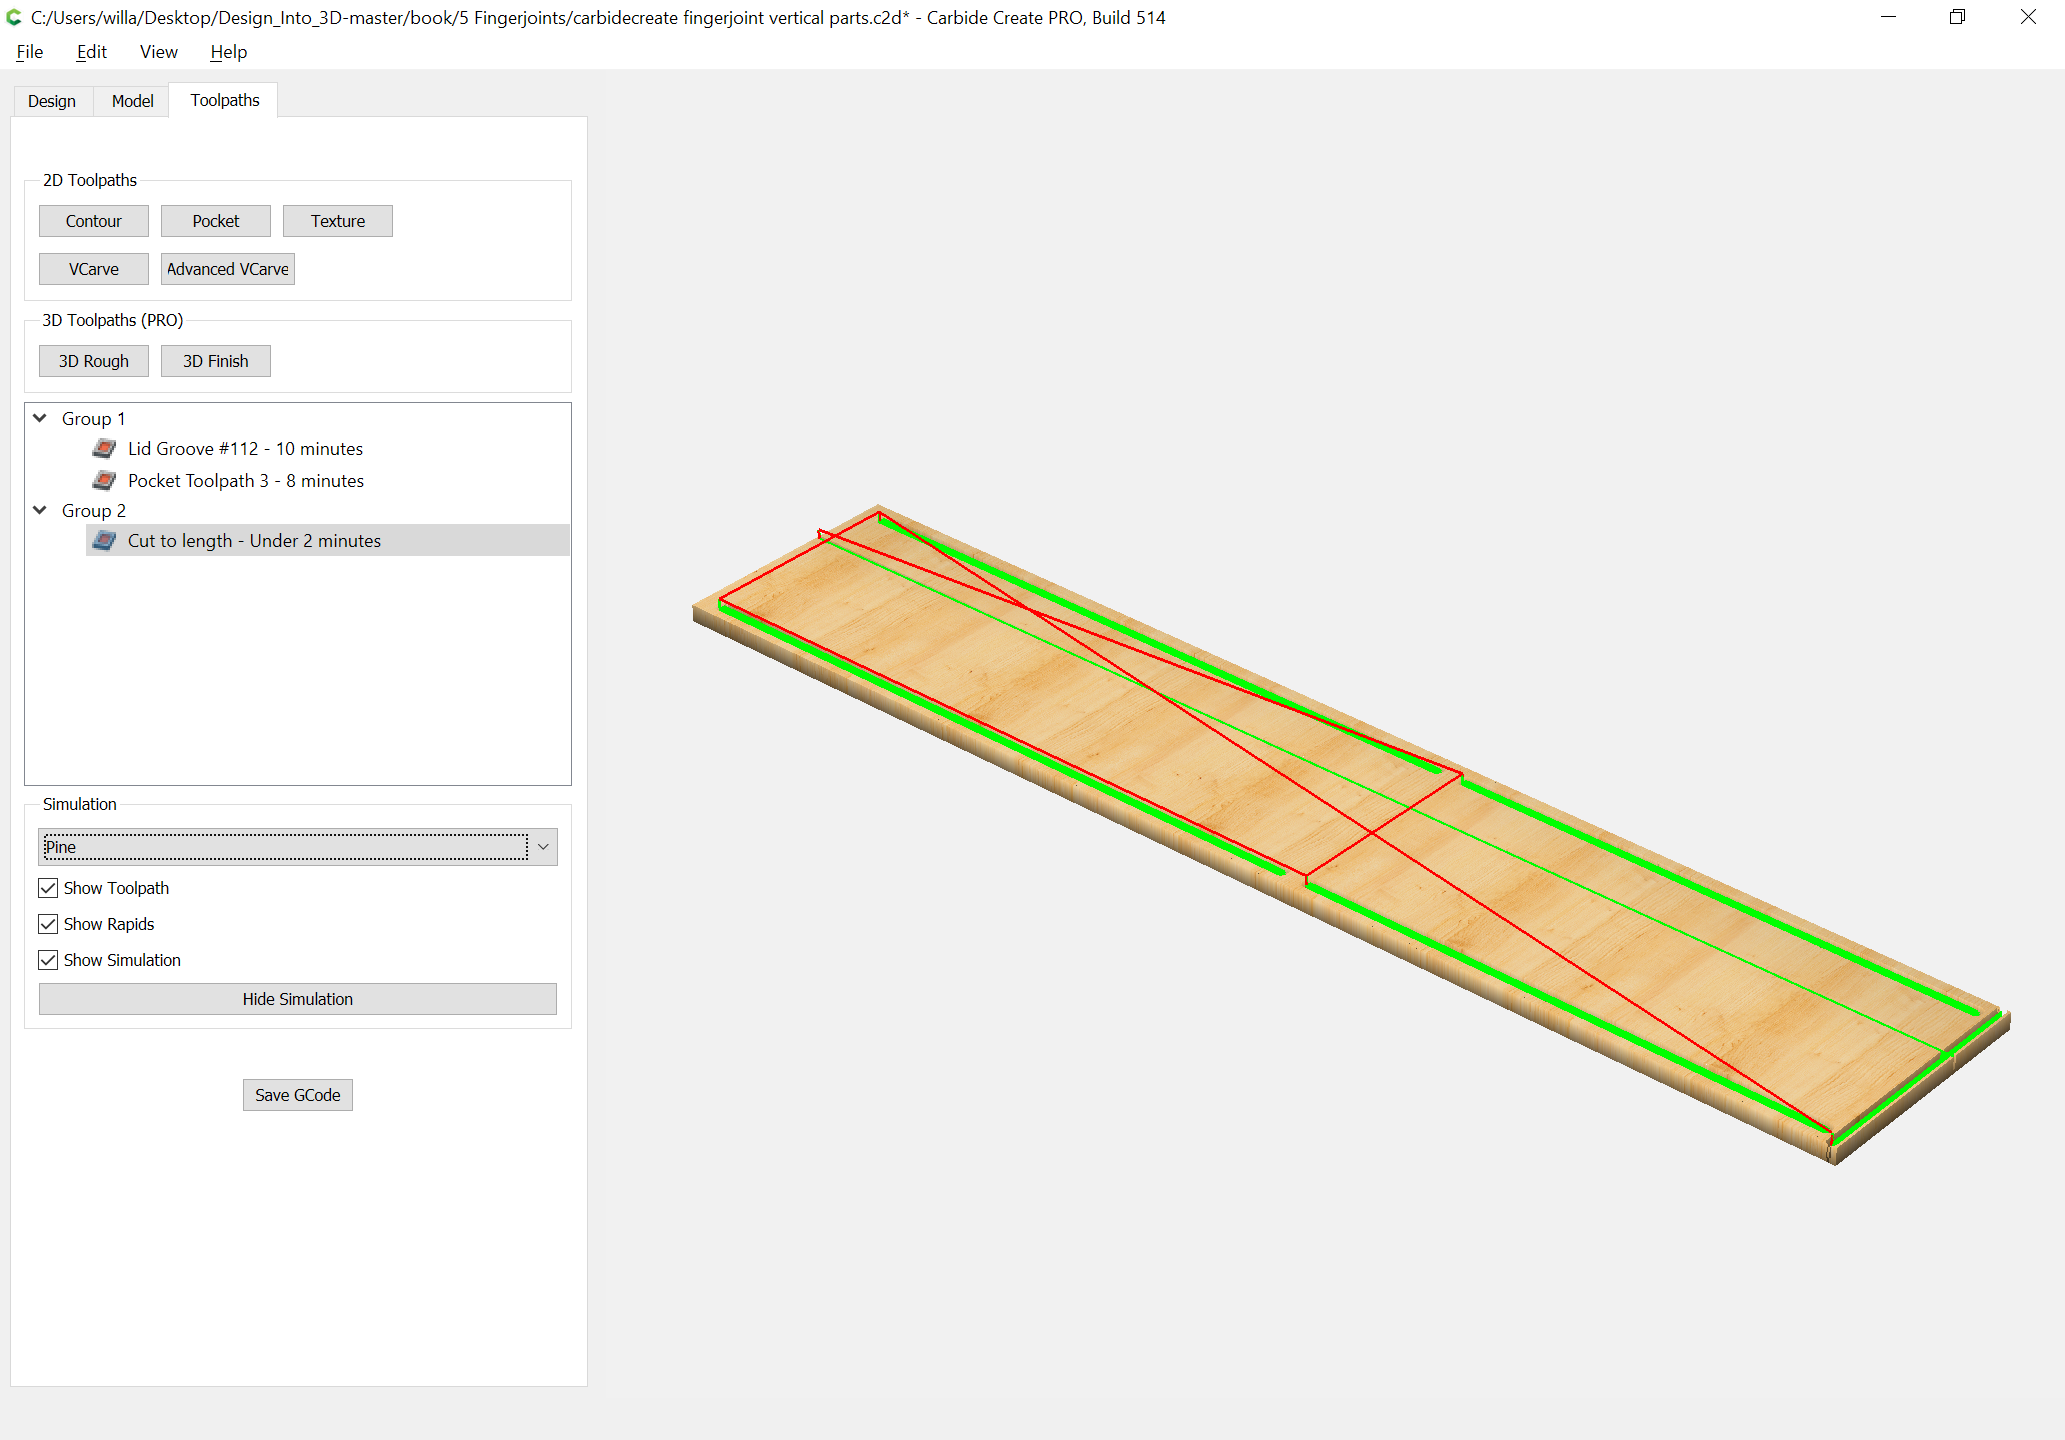 C:/Users/willa/Desktop/Design_Into_3D-master/book/5 Fingerjoints/carbidecreate fingerjoint vertical parts.c2d* - Carbide Create PRO, Build 514
File Edit View Help
Design Model Toolpaths
2D Toolpaths
Contour Pocket Texture
VCarve Advanced VCarve
3D Toolpaths (PRO)
3D Rough 3D Finish
Group 1
Lid Groove #112 - 10 minutes
Pocket Toolpath 3 - 8 minutes
Group 2
Cut to length - Under 2 minutes
Simulation
Pine
Show Toolpath
Show Rapids
Show Simulation
Hide Simulation
Save GCode